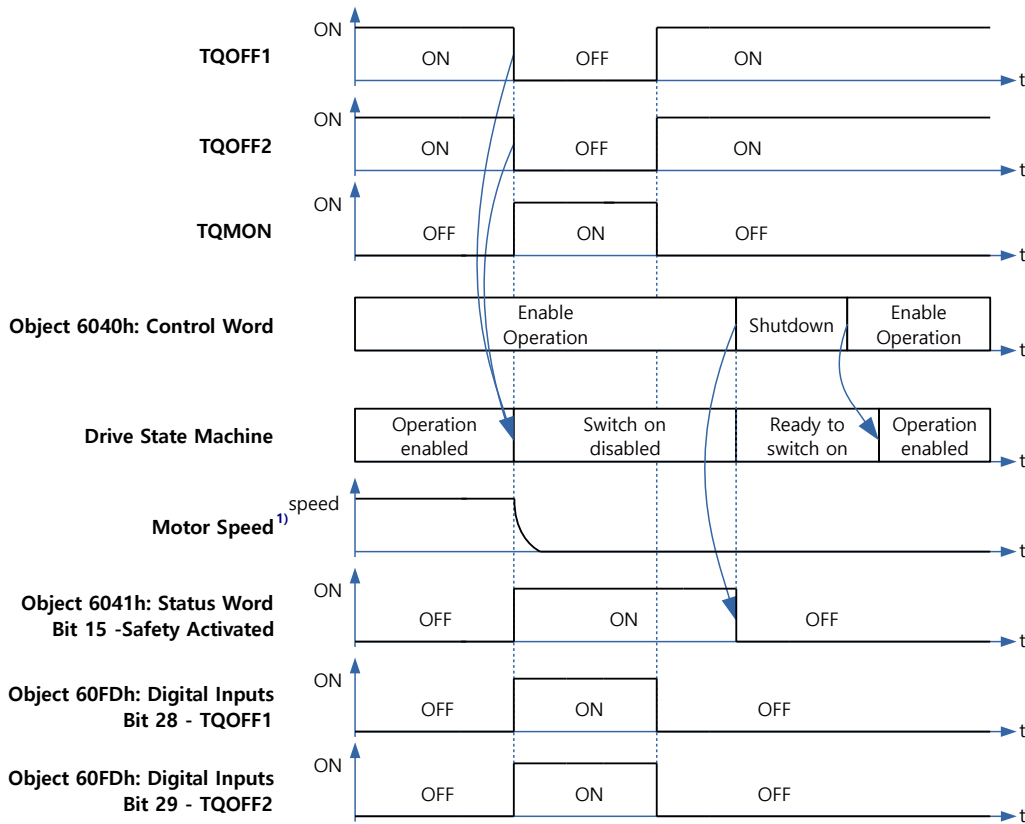 ON
TQOFF1
ON
OFF
ON
t
ON
TQOFF2
ON
OFF
ON
t
ON
TQMON
OFF
ON
OFF
t
Object 6040h: Control Word
Enable
Operation
Shutdown
Enable
Operation
t
Drive State Machine
Operation
enabled
Switch on
disabled
Ready to
switch on
Operation
enabled
t
speed
Motor Speed 1)
t
ON
Object 6041h: Status Word
Bit 15 -Safety Activated
OFF
ON
OFF
t
ON
Object 60FDh: Digital Inputs
Bit 28 - TQOFF1
OFF
ON
OFF
t
ON
Object 60FDh: Digital Inputs
Bit 29 - TQOFF2
OFF
ON
OFF
t